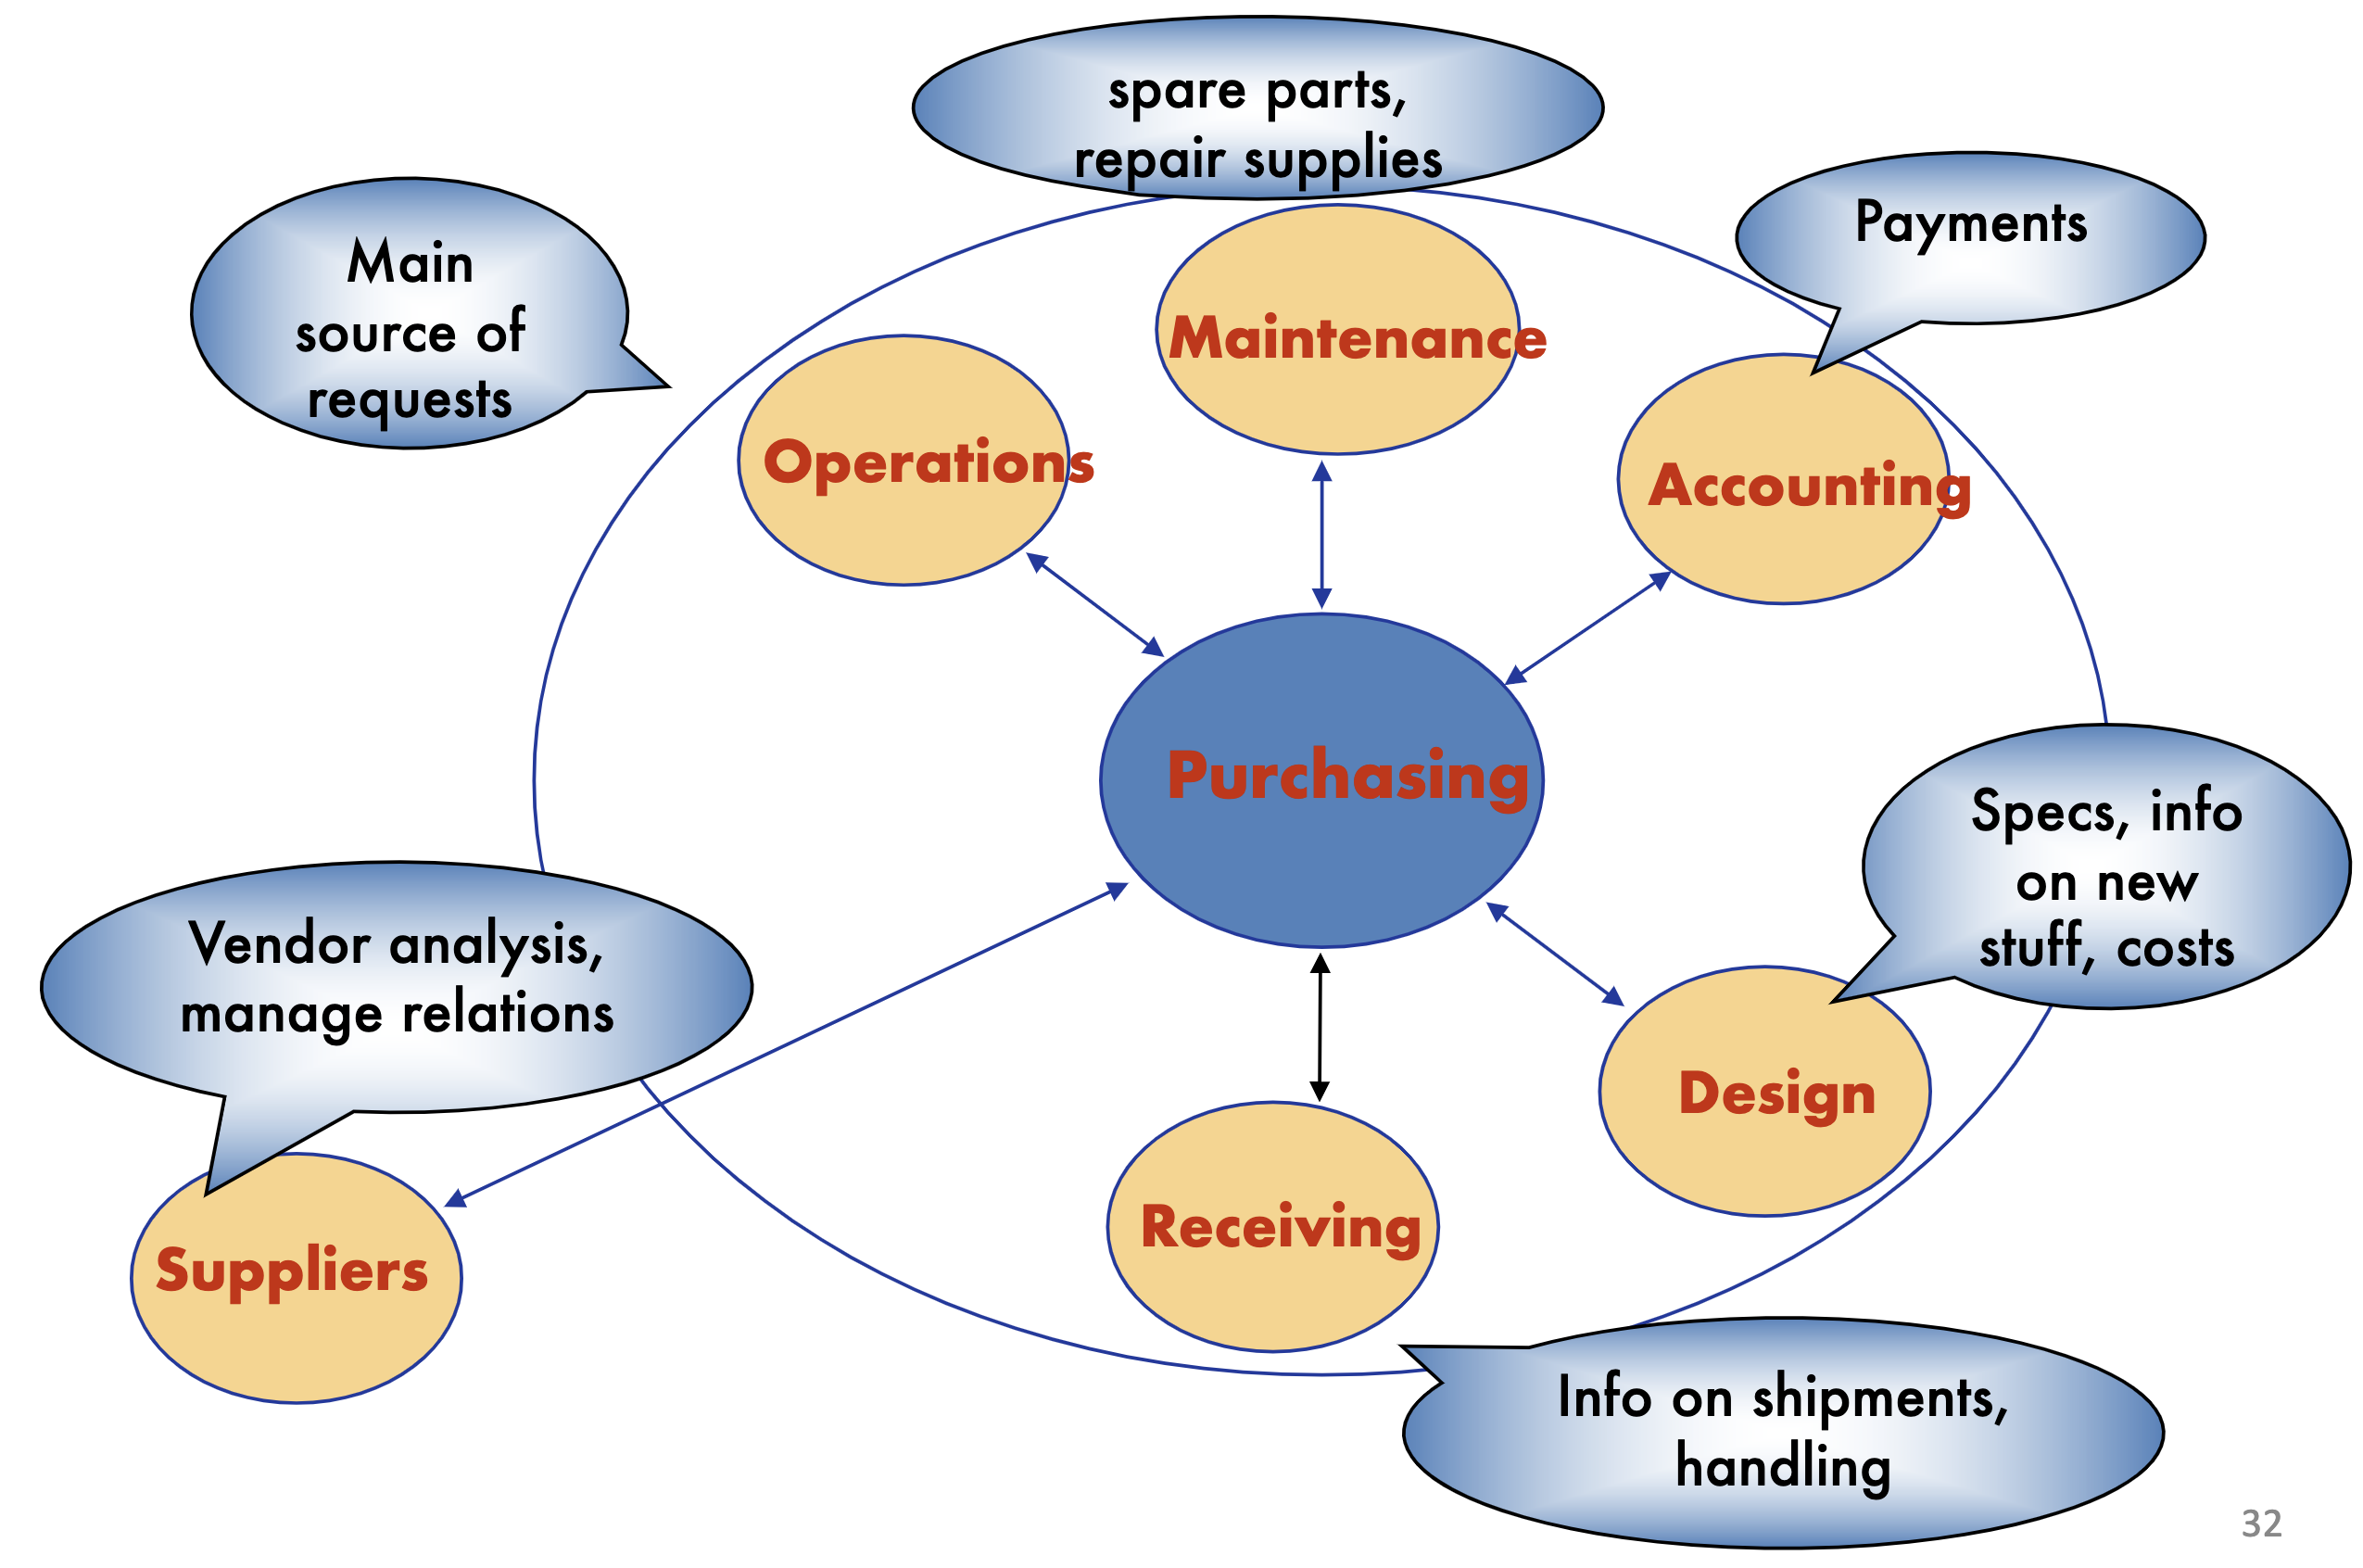 spare parts,
repair supplies
Payments
Main
source of
requests
Maintenance
Operations
Accounting
Purchasing
Specs, info
on new
stuff, costs
Vendor analysis,
manage relations
Design
Receiving
Suppliers
Info on shipments,
handling
32